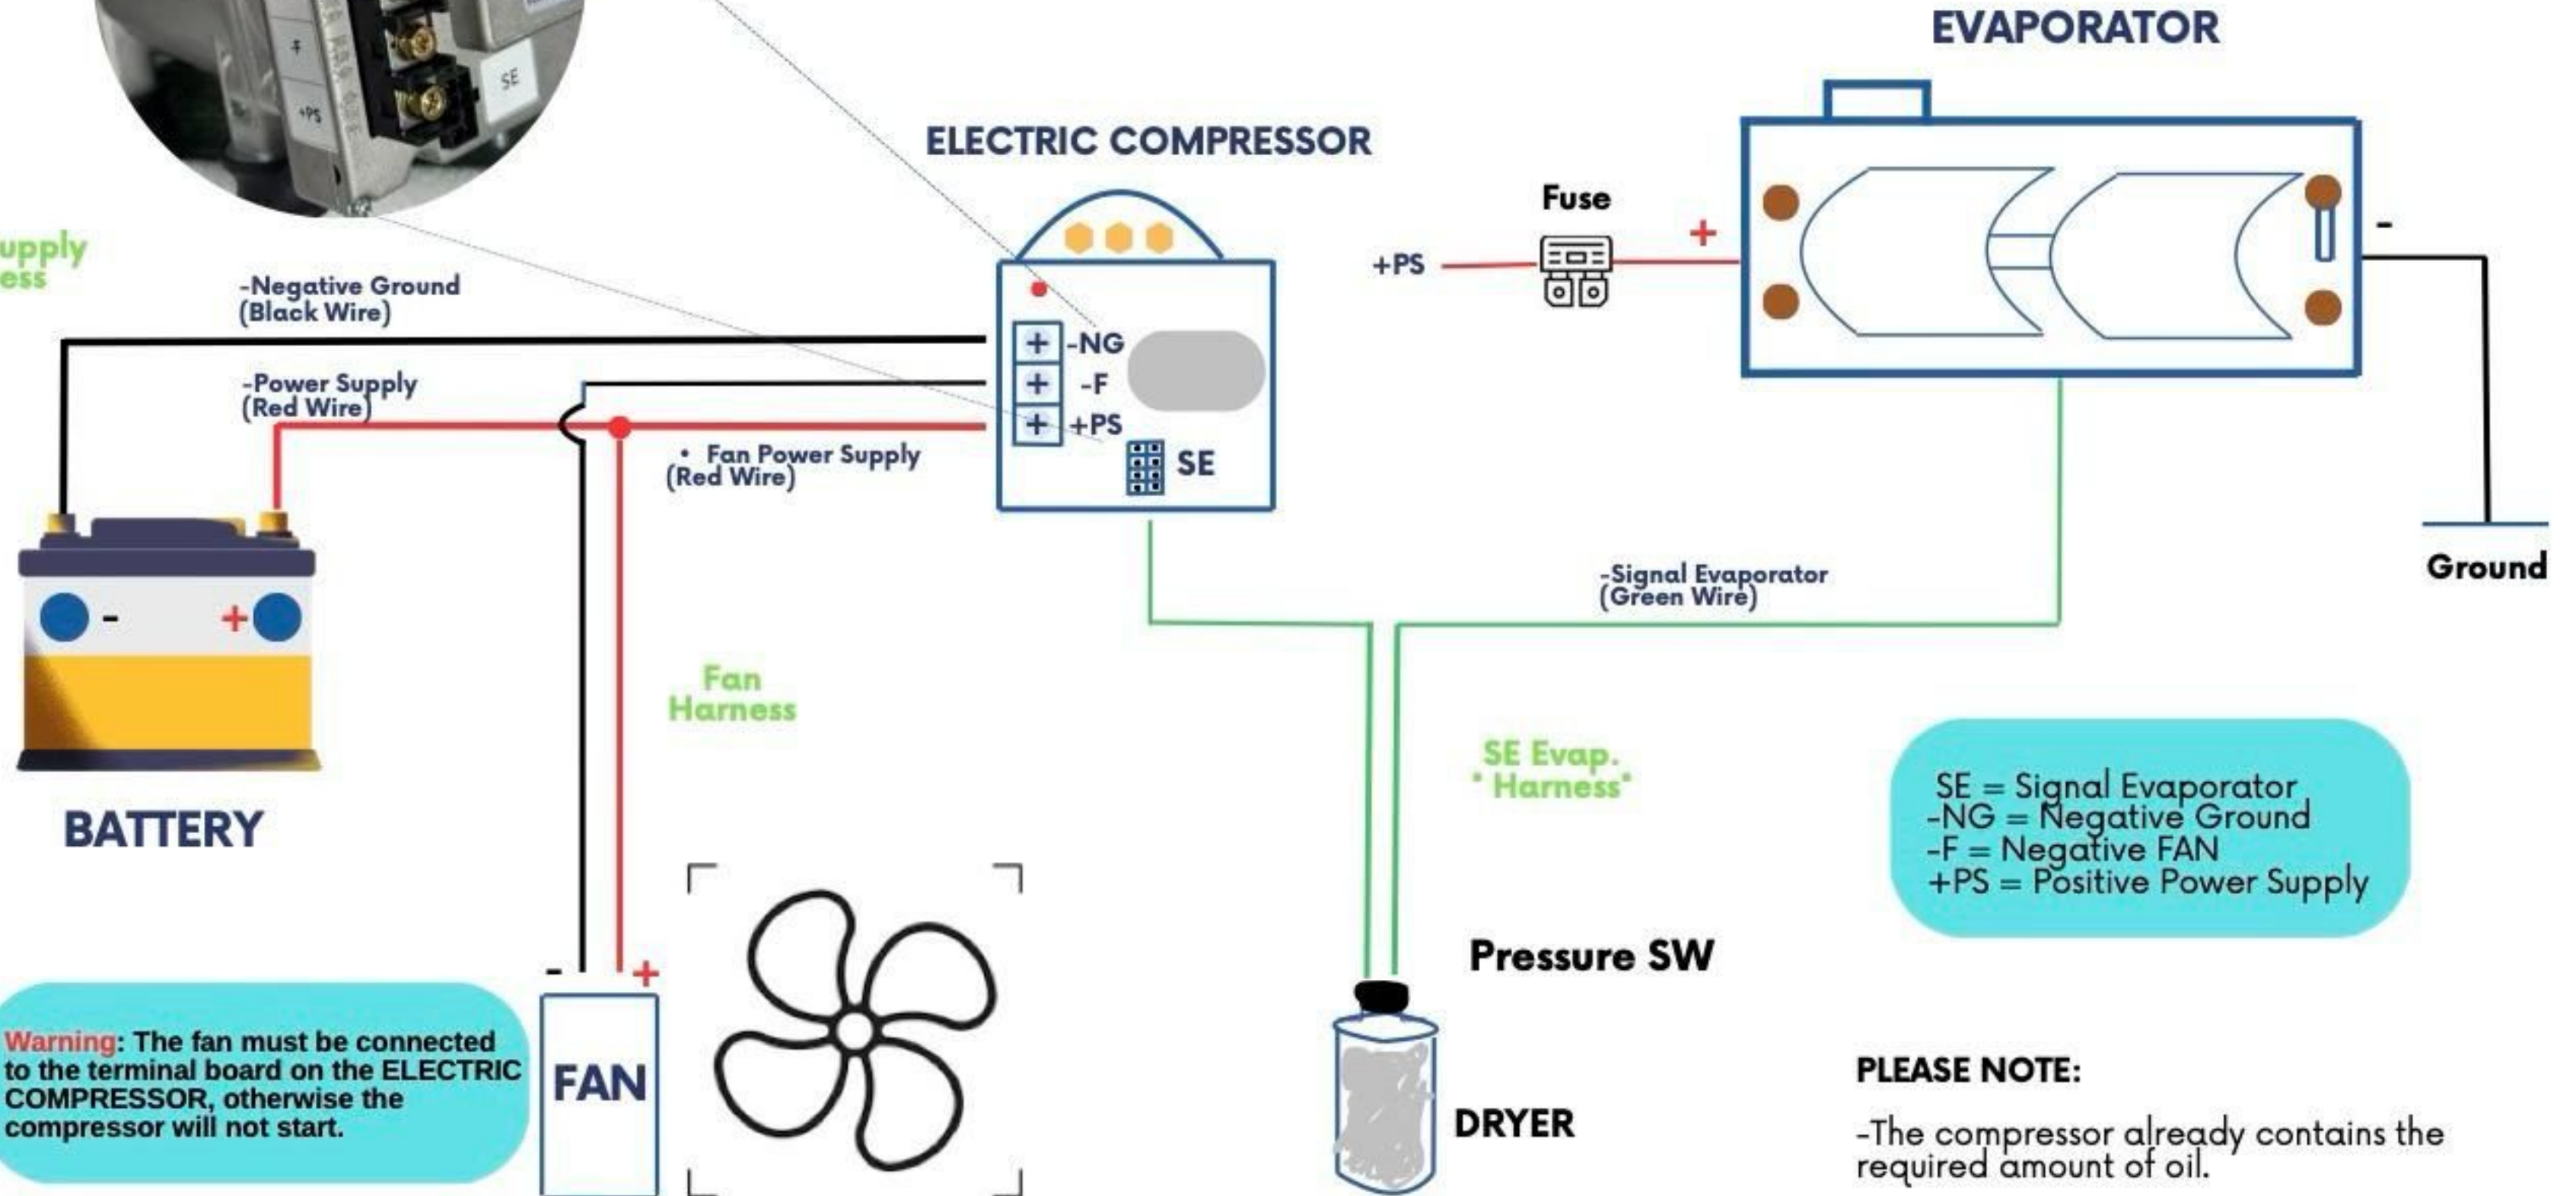 EVAPORATOR
F
+PS
SE
ELECTRIC COMPRESSOR
Fuse
+
-
+PS
upply
ess
-Negative Ground
(Black Wire)
-Power Supply
(Red Wire)
+ -NG
+ -F
+ +PS
• Fan Power Supply
(Red Wire)
SE
-Signal Evaporator
(Green Wire)
Ground
- +
BATTERY
Fan
Harness
SE Evap.
" Harness"
SE = Signal Evaporator
-NG = Negative Ground
-F = Negative FAN
+PS = Positive Power Supply
Pressure SW
- +
FAN
Warning: The fan must be connected
to the terminal board on the ELECTRIC
COMPRESSOR, otherwise the
compressor will not start.
DRYER
PLEASE NOTE:
-The compressor already contains the
required amount of oil.